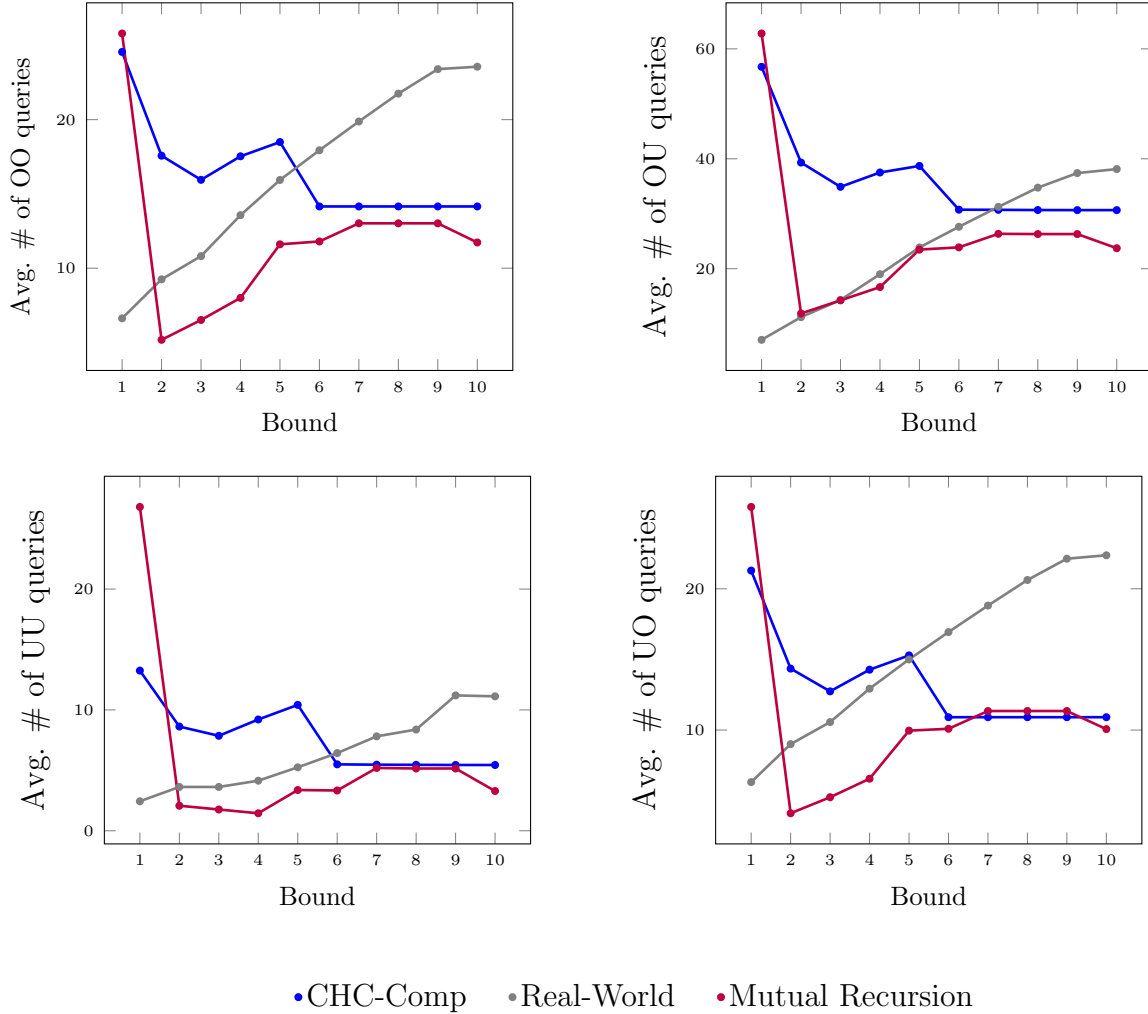 Avg. # of OO queries
20
10
1 2 3 4 5 6 7 8 9 10
Bound
Avg. # of OU queries
60
40
20
1 2 3 4 5 6 7 8 9 10
Bound
Avg. # of UU queries
20
10
0
1 2 3 4 5 6 7 8 9 10
Bound
Avg. # of UO queries
20
10
1 2 3 4 5 6 7 8 9 10
Bound
CHC-Comp Real-World Mutual Recursion